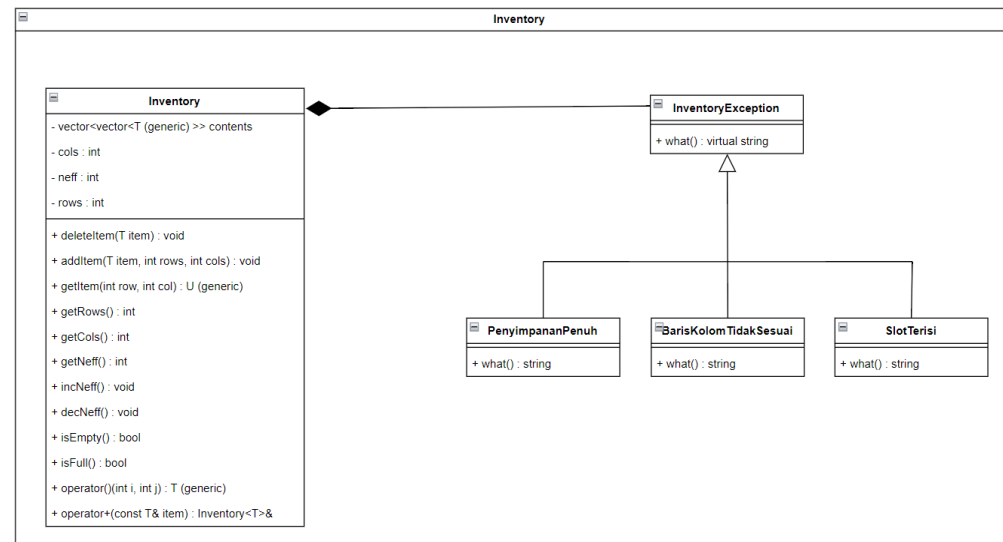 Inventory
Inventory
- vector<vector<T (generic) >> contents
- cols : int
- neff : int
- rows : int
+ deleteItem(T item) : void
+ addItem(T item, int rows, int cols) : void
+ getItem(int row, int col) : U (generic)
+ getRows() : int
+ getCols() : int
+ getNeff() : int
+ incNeff() : void
+ decNeff() : void
+ isEmpty() : bool
+ isFull() : bool
+ operator()(int i, int j) : T (generic)
+ operator+(const T& item) : Inventory<T>&
InventoryException
+ what() : virtual string
PenyimpananPenuh
+ what() : string
BarisKolomTidakSesuai
+ what() : string
SlotTerisi
+ what() : string